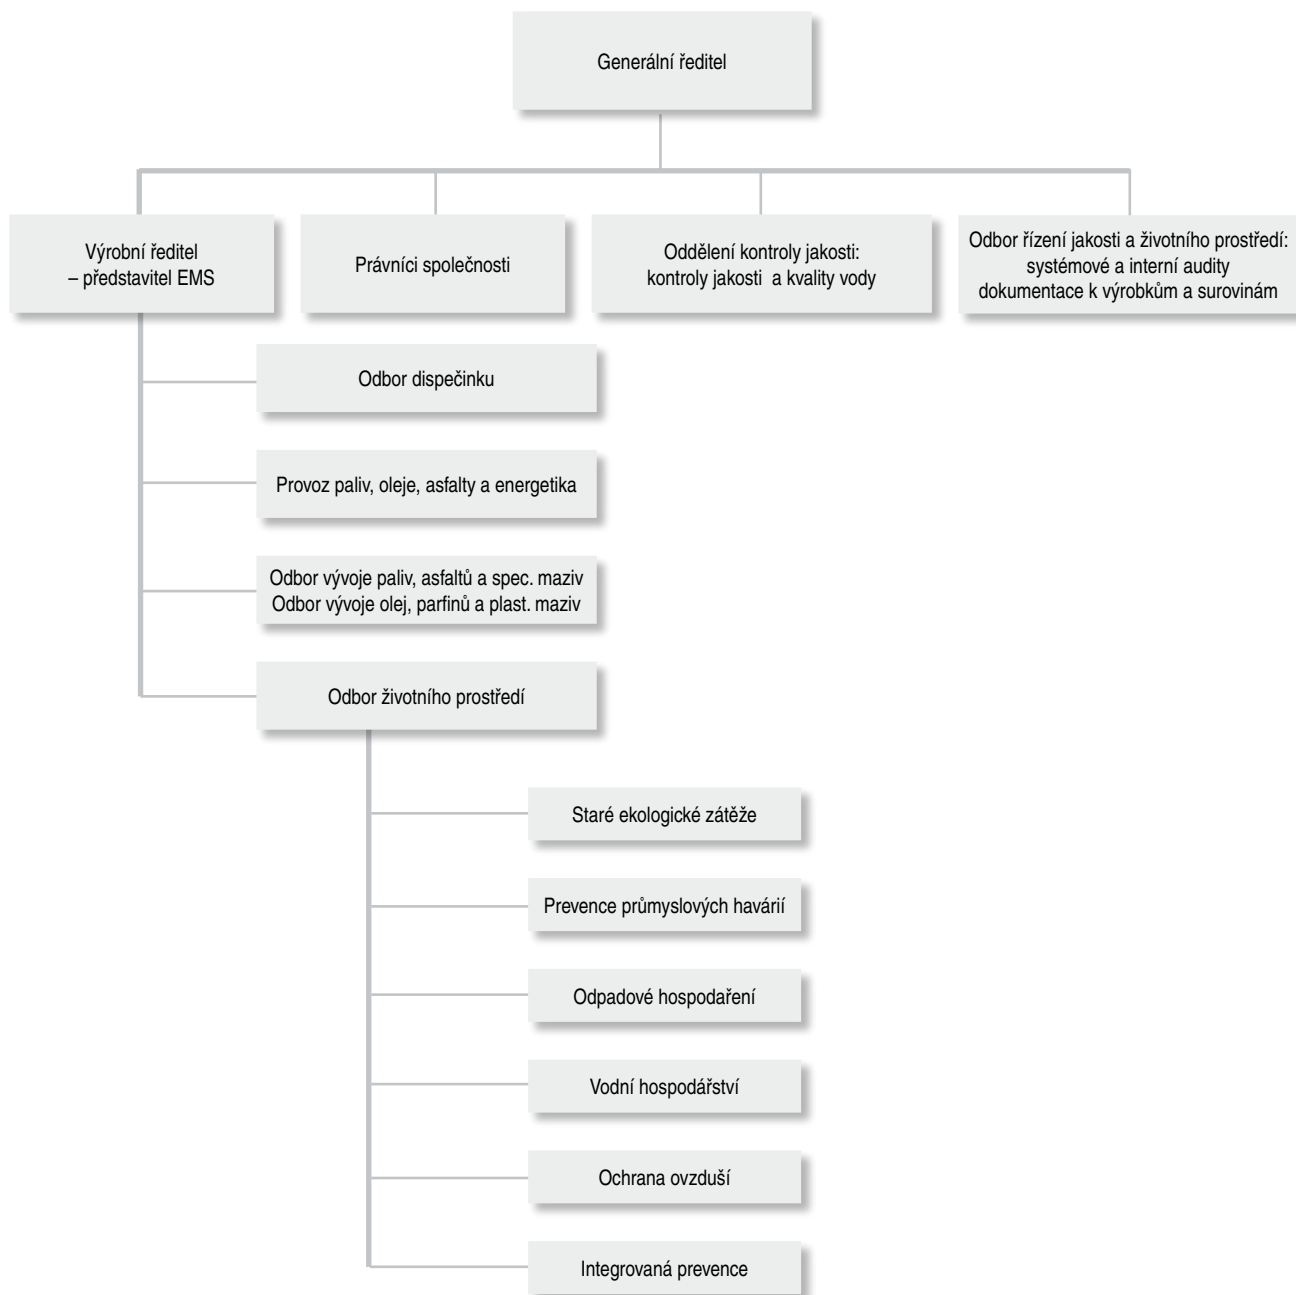 Generální ředitel
Výrobní ředitel
– představitel EMS
Právníci společnosti
Oddělení kontroly jakosti:
kontroly jakosti a kvality vody
Odbor řízení jakosti a životního prostředí:
systémové a interní audity
dokumentace k výrobkům a surovinám
Odbor dispečinku
Provoz paliv, oleje, asfalty a energetika
Odbor vývoje paliv, asfaltů a spec. maziv
Odbor vývoje olej, parfinů a plast. maziv
Odbor životního prostředí
Staré ekologické zátěže
Prevence průmyslových havárií
Odpadové hospodaření
Vodní hospodářství
Ochrana ovzduší
Integrovaná prevence